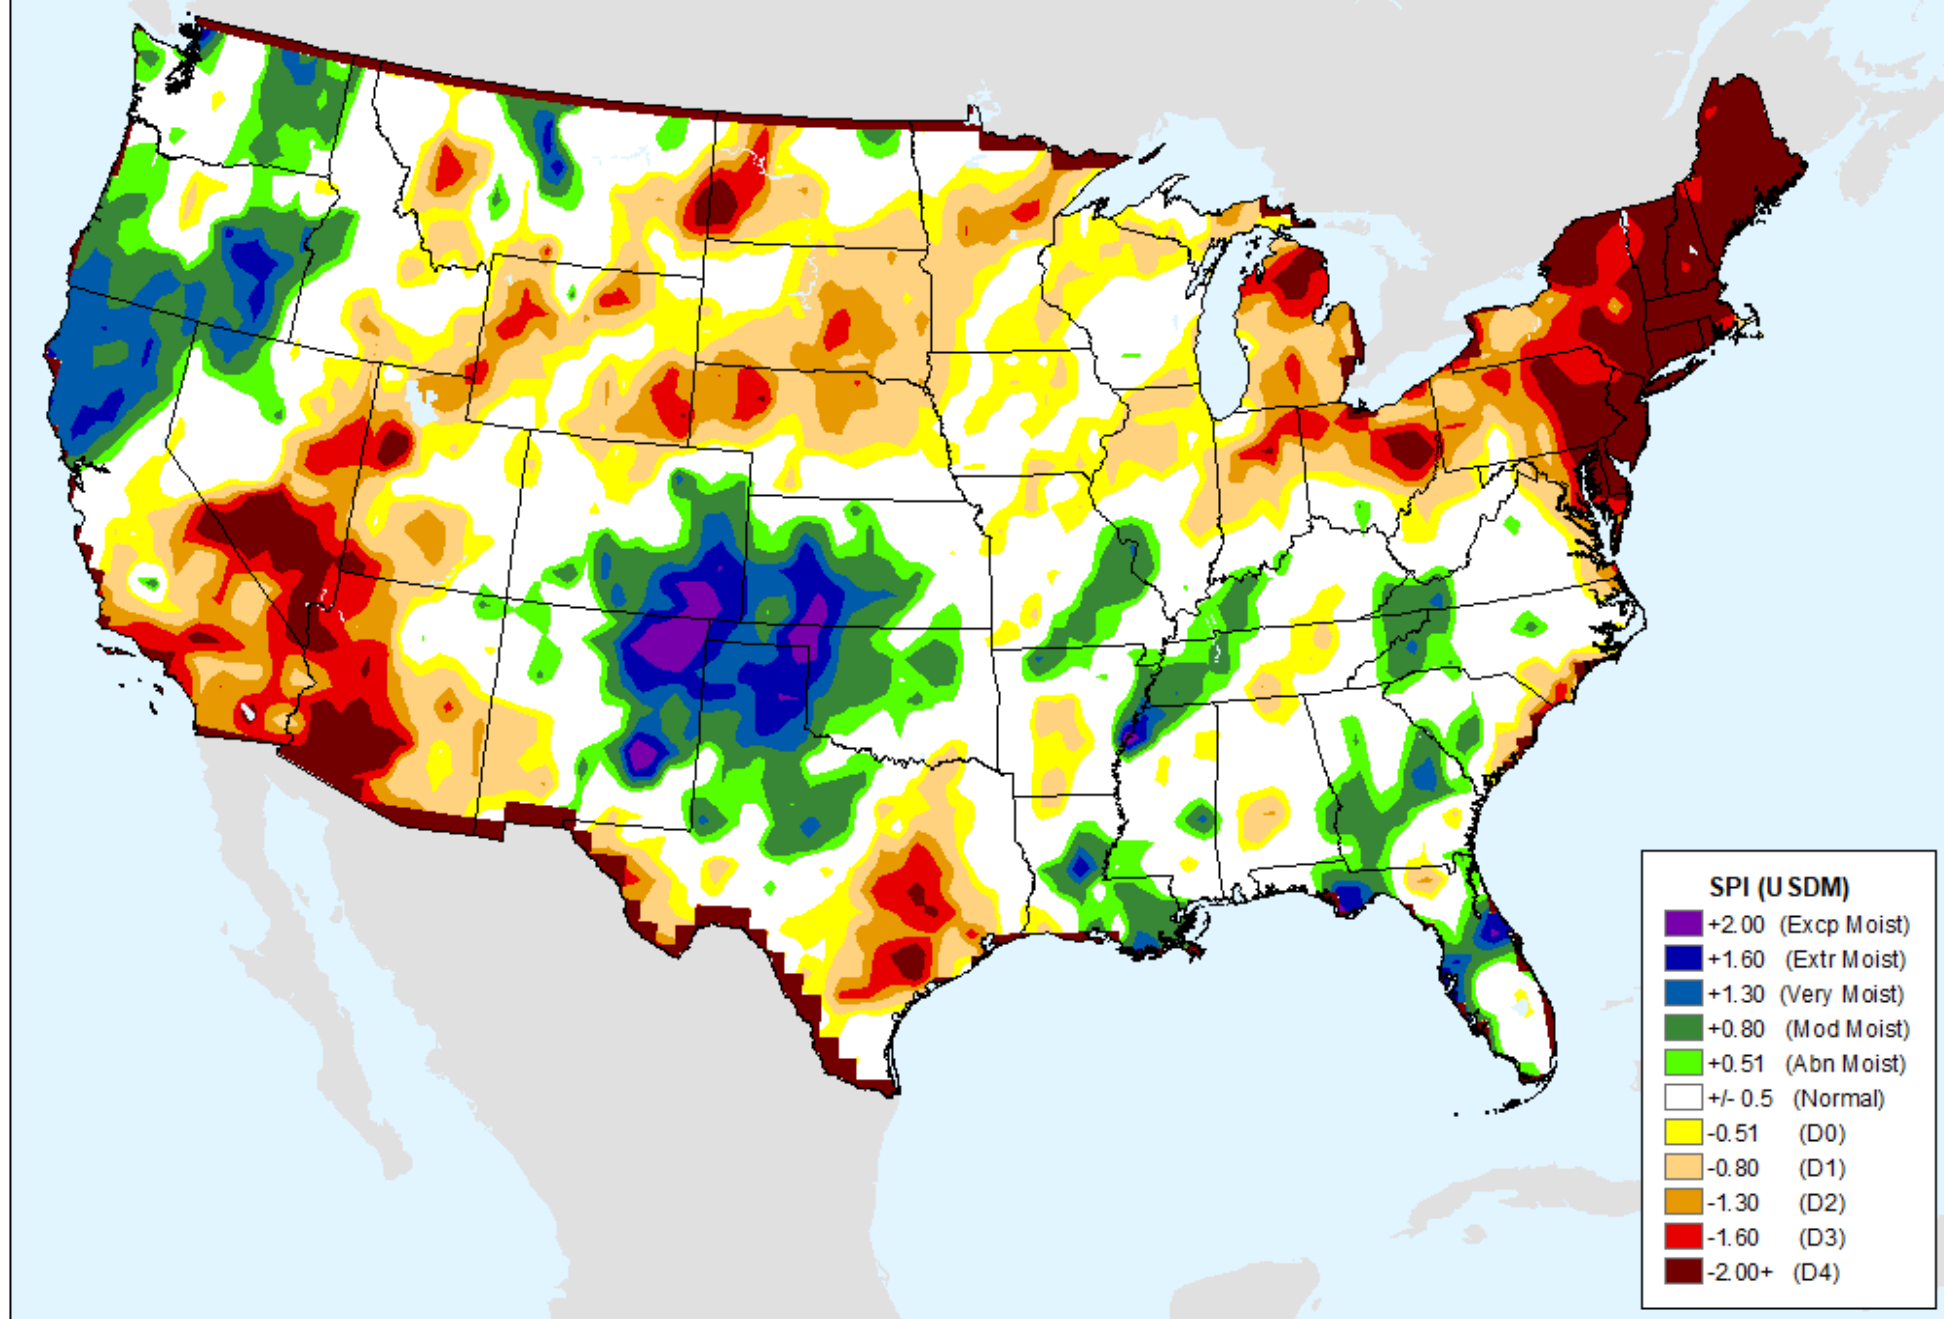 SPI (USDM)
+2.00 (Excp Moist)
+1.60 (Extr Moist)
+1.30 (Very Moist)
+0.80 (Mod Moist)
+0.51 (Abn Moist)
+/- 0.5 (Normal)
-0.51 (D0)
-0.80 (D1)
-1.30 (D2)
-1.60 (D3)
-2.00+ (D4)